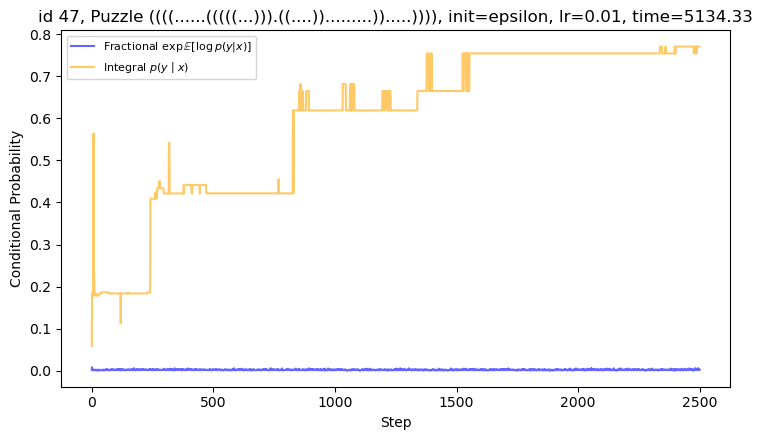 id 47, Puzzle ((((......(((((...))).((....)).........)).....)))), init=epsilon, lr=0.01, time=5134.33
Fractional exp𝔼[log p(y|x)]
Integral p(y | x)
0.8
0.7
0.6
0.5
0.4
0.3
0.2
0.1
0.0
Conditional Probability
0 500 1000 1500 2000 2500
Step